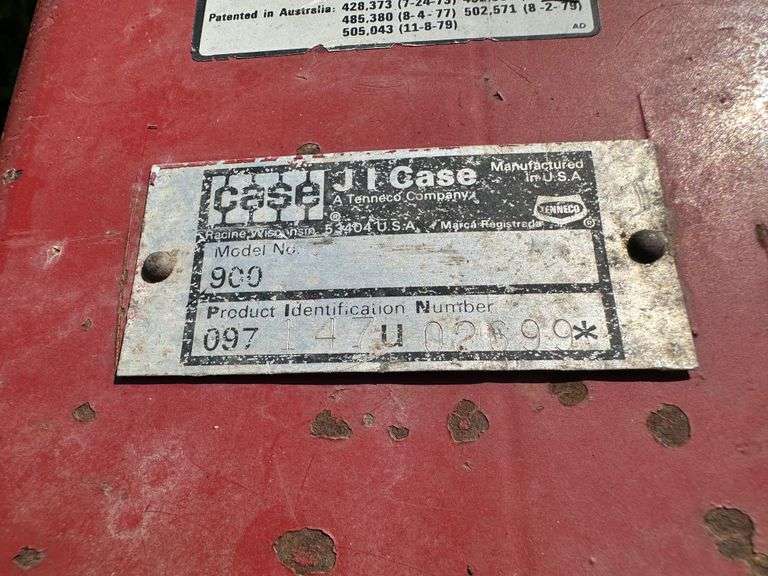 Patented in Australia: 428,373 (7-24-73)
485,380 (8-4-77) 502,571 (8-2-79)
505,043 (11-8-79)
AD
case
J I Case
A Tenneco Company
Manufactured
in U.S.A.
TENNECO
®
Racine Wisconsin 53404 U.S.A.
Marca Registrada
®
Model No.
900
Product Identification Number
097 147 U 02699*